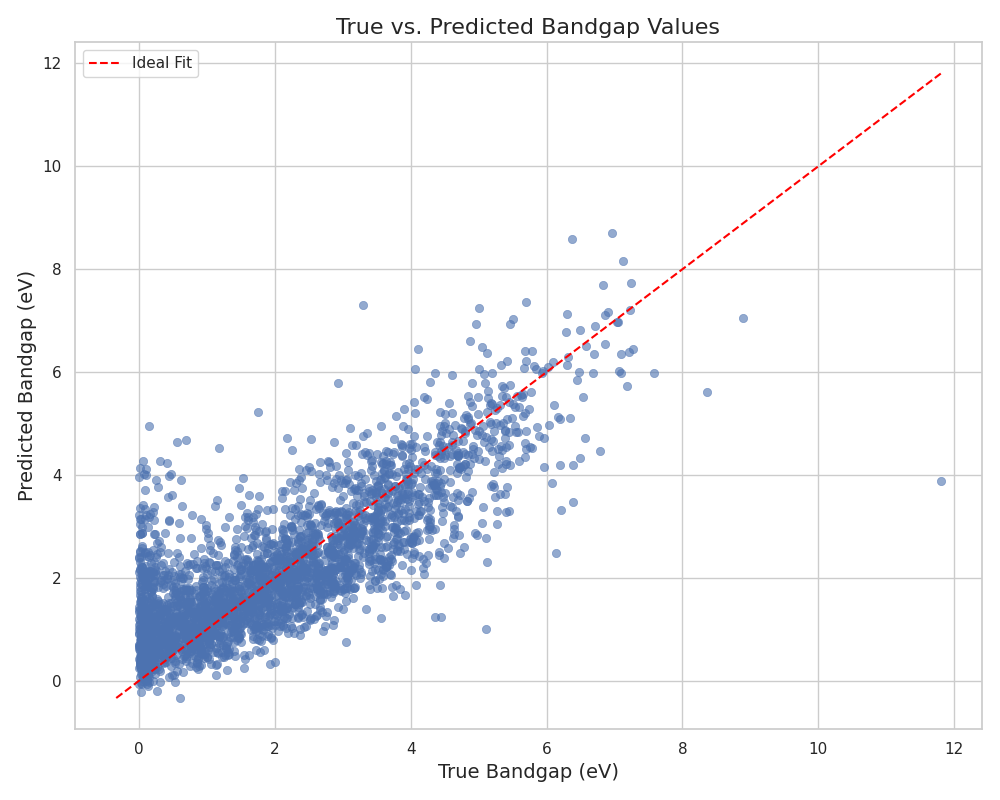 True vs. Predicted Bandgap Values
Ideal Fit
Predicted Bandgap (eV)
12
10
8
6
4
2
0
0 2 4 6 8 10 12
True Bandgap (eV)